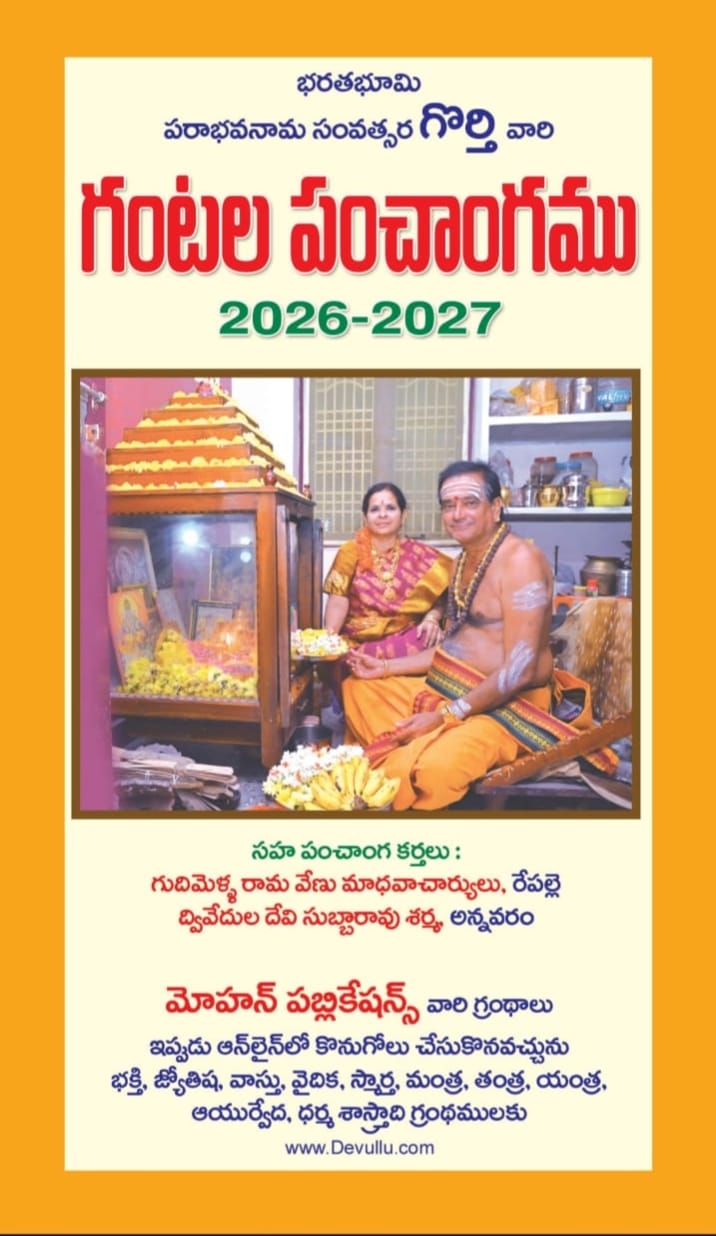 భరతభూమి
పరాభవనామ సంవత్సర గొర్తి వారి
గంటల పంచాంగము
2026-2027
సహ పంచాంగ కర్తలు :
గుదిమెళ్ళ రామ వేణు మాధవాచార్యులు, రేపల్లె
ద్వివేదుల దేవి సుబ్బారావు శర్మ, అన్నవరం
మోహన్ పబ్లికేషన్స్ వారి గ్రంథాలు
ఇప్పుడు ఆన్‌లైన్‌లో కొనుగోలు చేసుకొనవచ్చును
భక్తి, జ్యోతిష, వాస్తు, వైదిక, స్మార్త, మంత్ర, తంత్ర, యంత్ర,
ఆయుర్వేద, ధర్మ శాస్త్రాది గ్రంథములకు
www.Devullu.com